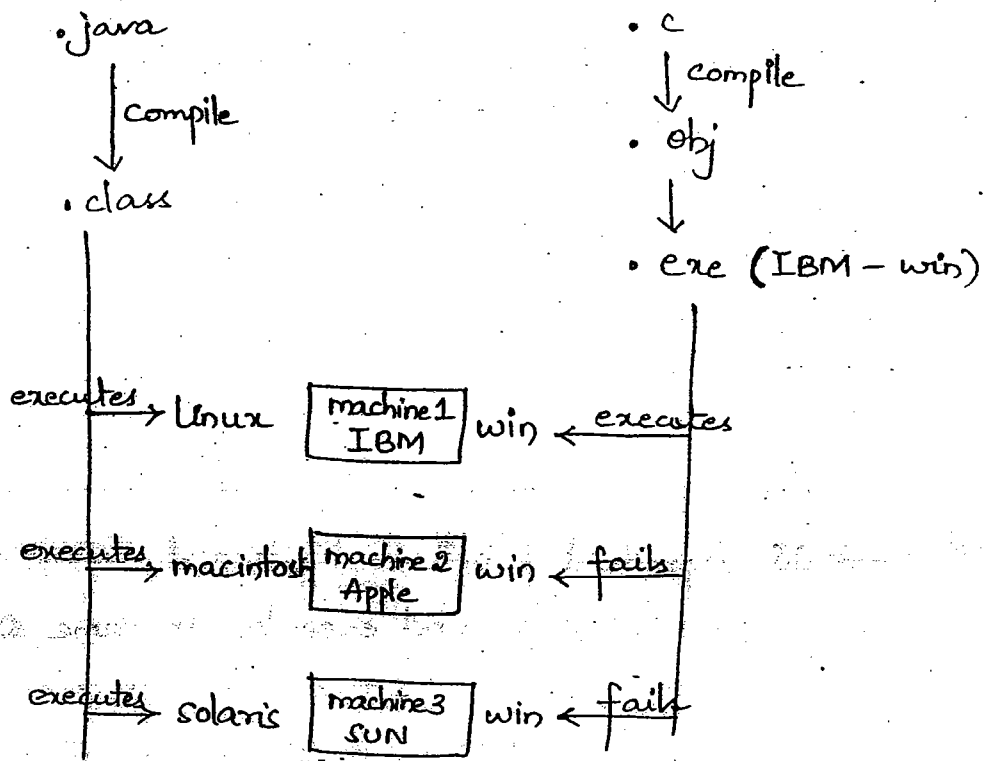 .java
compile
.class
executes
Linux
executes
macintosh
executes
solaris
machine1
IBM
machine2
Apple
machine3
SUN
.c
compile
.obj
.exe (IBM - win)
win
executes
win
fails
win
fails